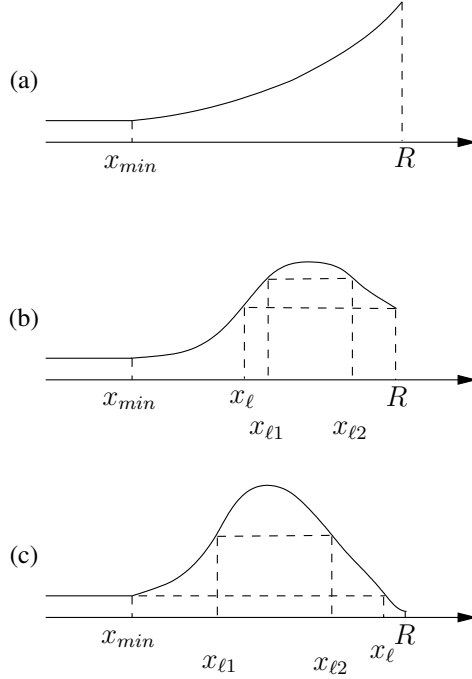 (a)
x_{min} R
(b)
x_{min} x_ℓ R
x_{ℓ1} x_{ℓ2}
(c)
x_{min} x_ℓ R
x_{ℓ1} x_{ℓ2}